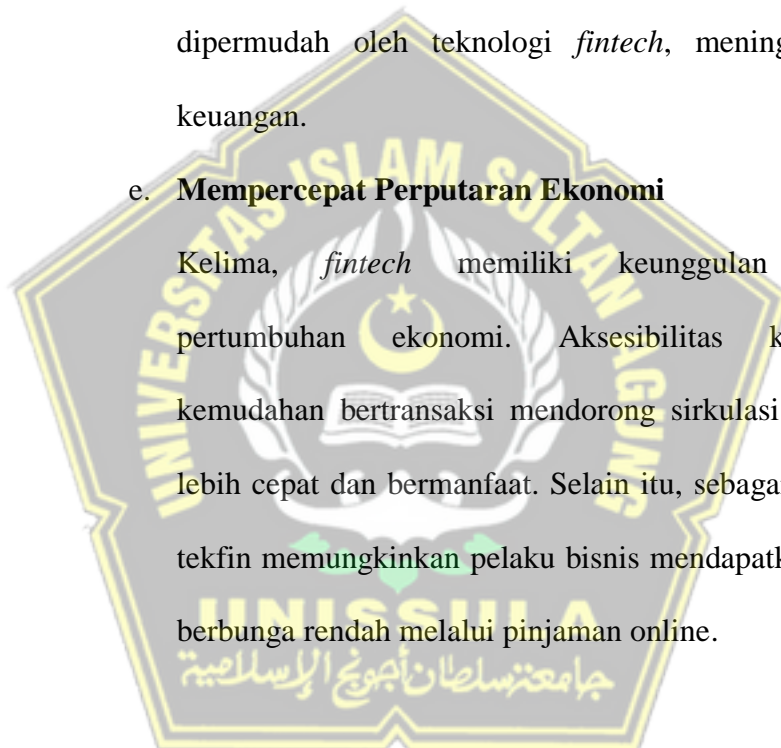 dipermudah oleh teknologi fintech, mening
keuangan.
e. Mempercepat Perputaran Ekonomi
Kelima, fintech memiliki keunggulan
pertumbuhan ekonomi. Aksesibilitas k
kemudahan bertransaksi mendorong sirkulasi
lebih cepat dan bermanfaat. Selain itu, sebaga
tekfin memungkinkan pelaku bisnis mendapatk
berbunga rendah melalui pinjaman online.
UNIVERSITAS ISLAM SULTAN AGUNG
UNISSULA
جامعتسلطان أجونج الإسلامية